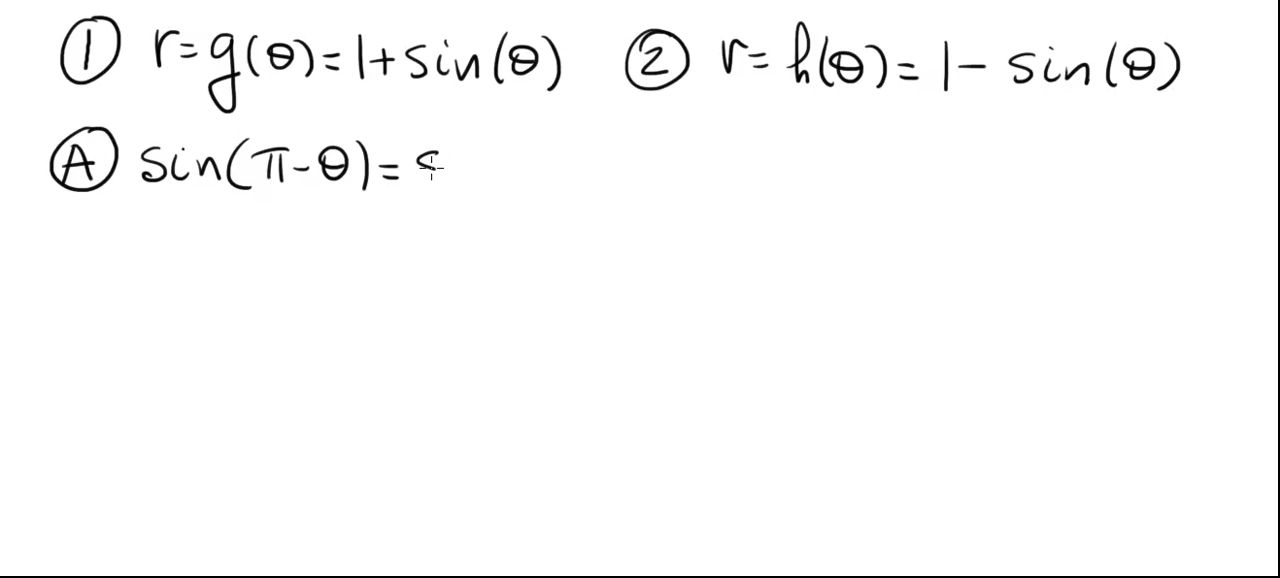 ① r=g(θ)=1+sin(θ) ② r=h(θ)=1-sin(θ)
Ⓐ sin(π-θ)=s